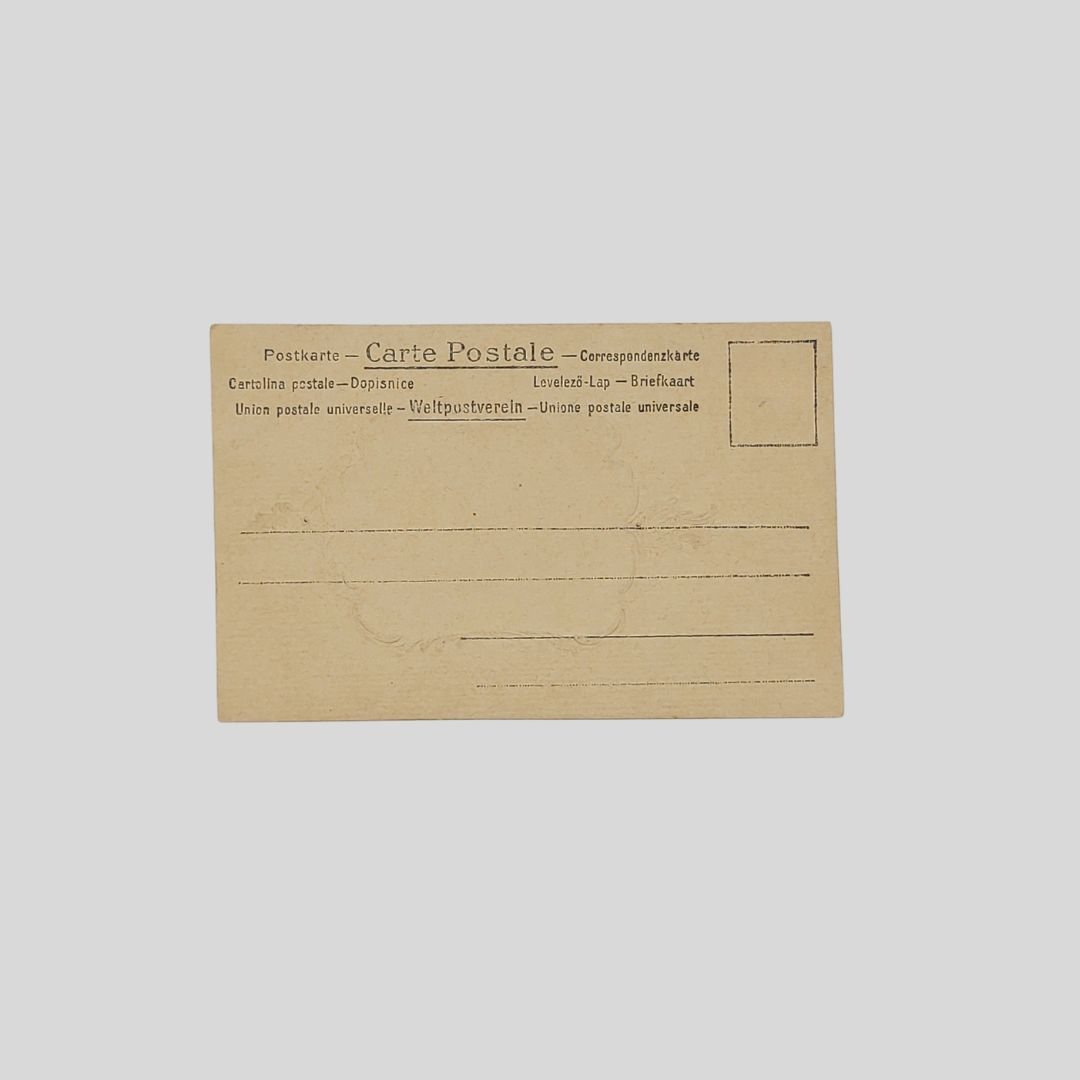 Postkarte – Carte Postale – Correspondenzkarte
Cartolina postale – Dopisnice Levelező-Lap – Briefkaart
Union postale universelle – Weltpostverein – Unione postale universale